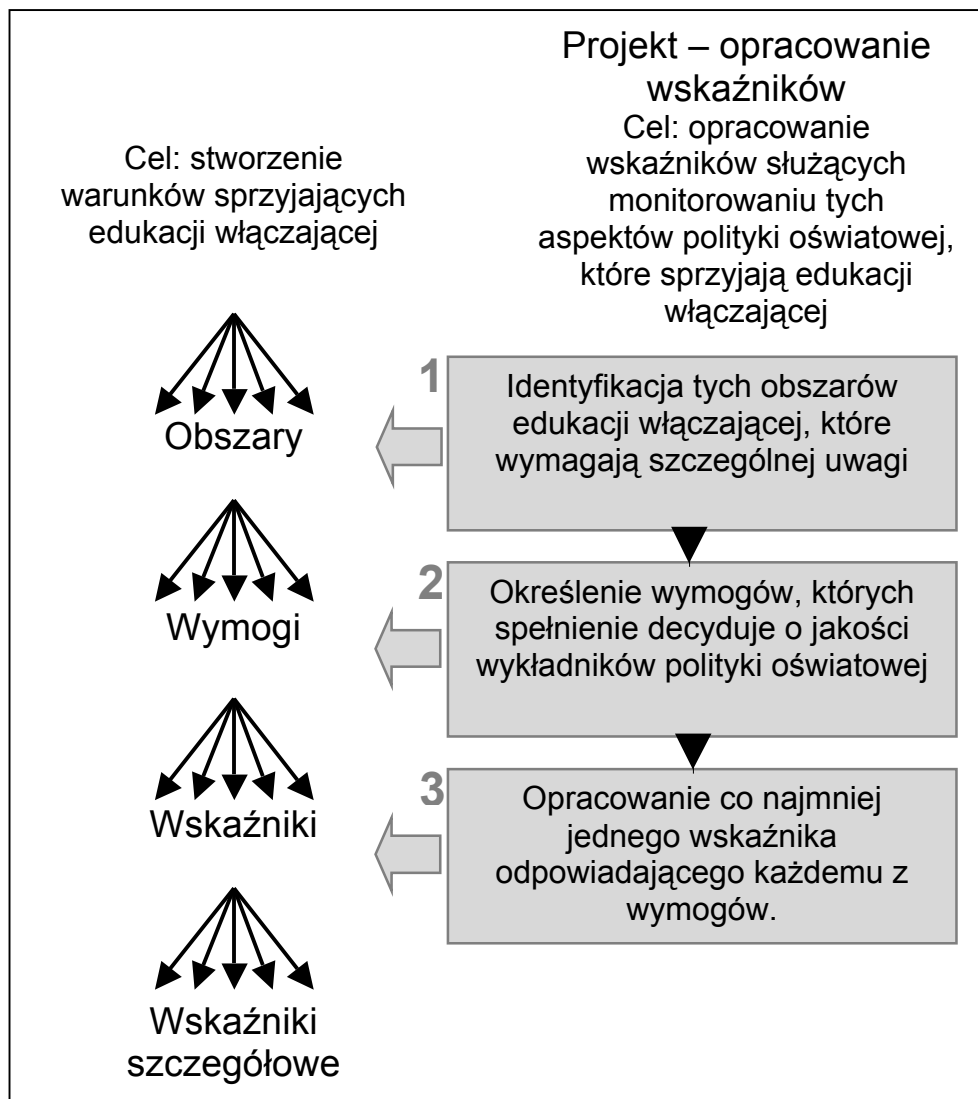 Projekt – opracowanie
wskaźników
Cel: opracowanie
wskaźników służących
monitorowaniu tych
aspektów polityki oświatowej,
które sprzyjają edukacji
włączającej
Cel: stworzenie
warunków sprzyjających
edukacji włączającej
Obszary
1
Identyfikacja tych obszarów
edukacji włączającej, które
wymagają szczególnej uwagi
Wymogi
2
Określenie wymogów, których
spełnienie decyduje o jakości
wykładników polityki oświatowej
Wskaźniki
3
Opracowanie co najmniej
jednego wskaźnika
odpowiadającego każdemu z
wymogów.
Wskaźniki
szczegółowe